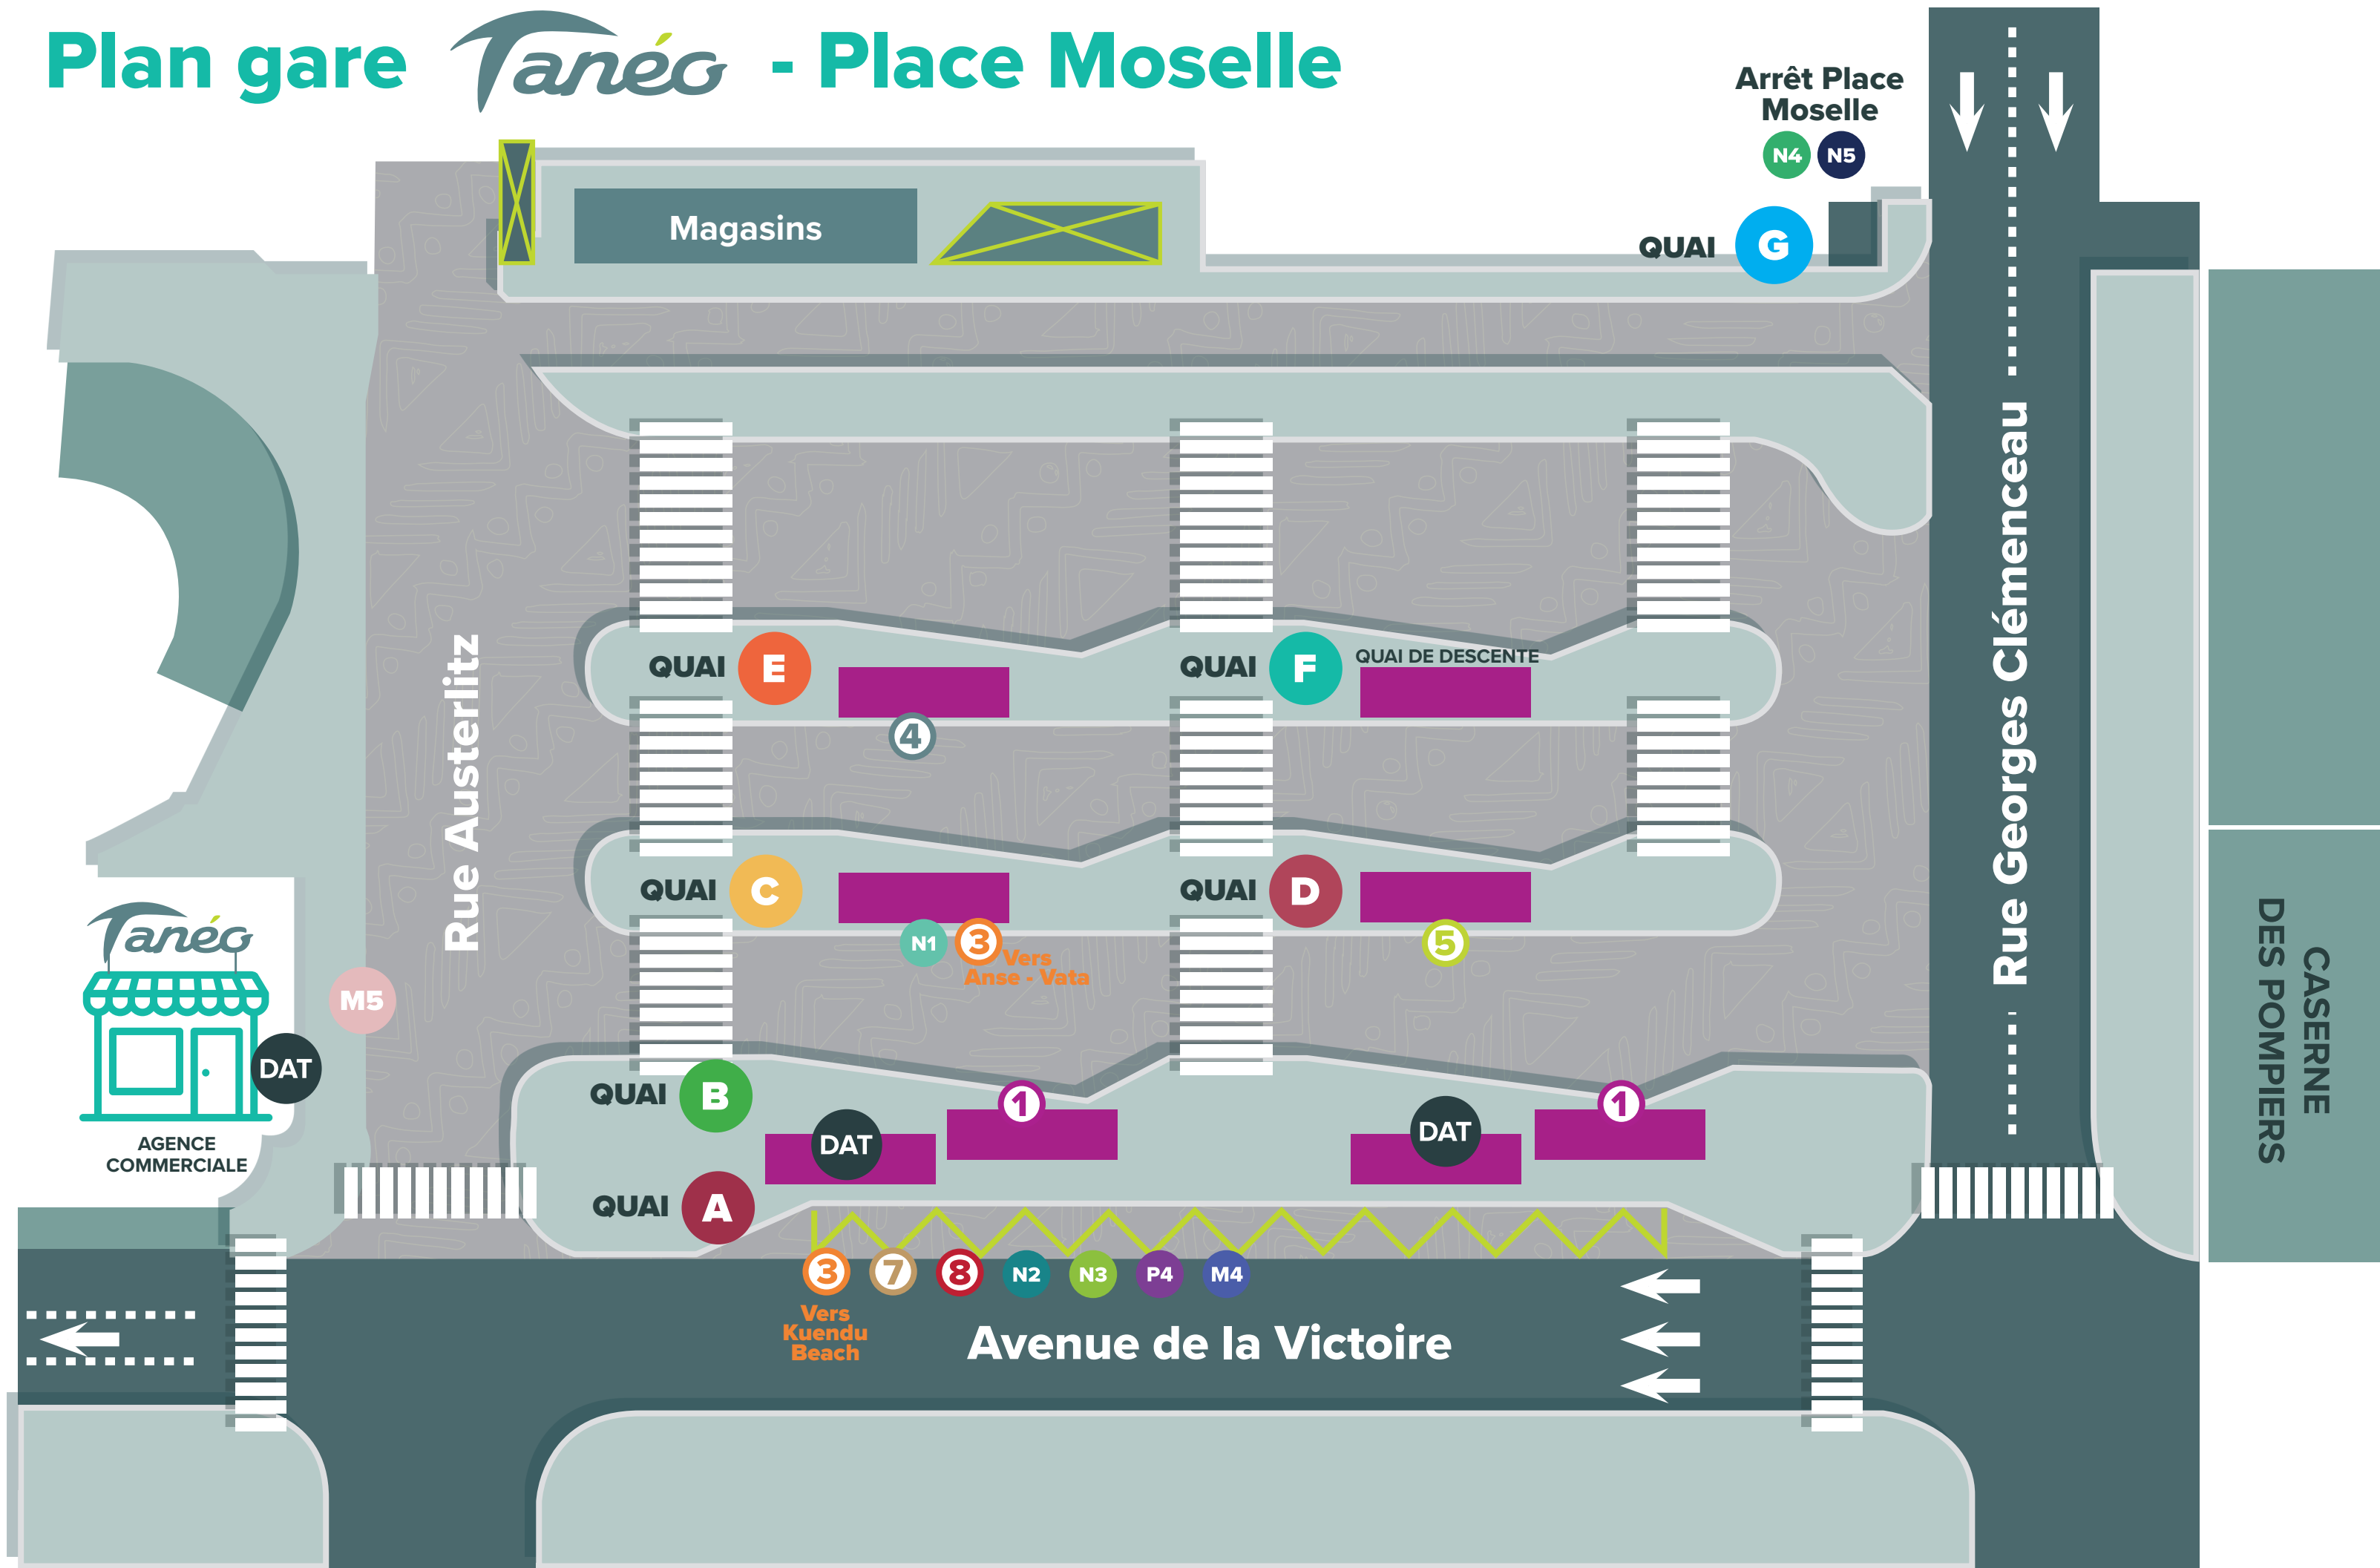 Plan gare Tanéo - Place Moselle
Arrêt Place
Moselle
N4 N5
QUAI G
Magasins
Rue Austerlitz
Rue Georges Clémenceau
QUAI E
4
QUAI F
QUAI DE DESCENTE
QUAI C
N1 3
Vers
Anse - Vata
QUAI D
5
CASERNE
DES POMPIERS
Tanéo
M5
DAT
AGENCE
COMMERCIALE
QUAI B
1
DAT
1
DAT
QUAI A
3 7 8 N2 N3 P4 M4
Vers
Kuendu
Beach
Avenue de la Victoire